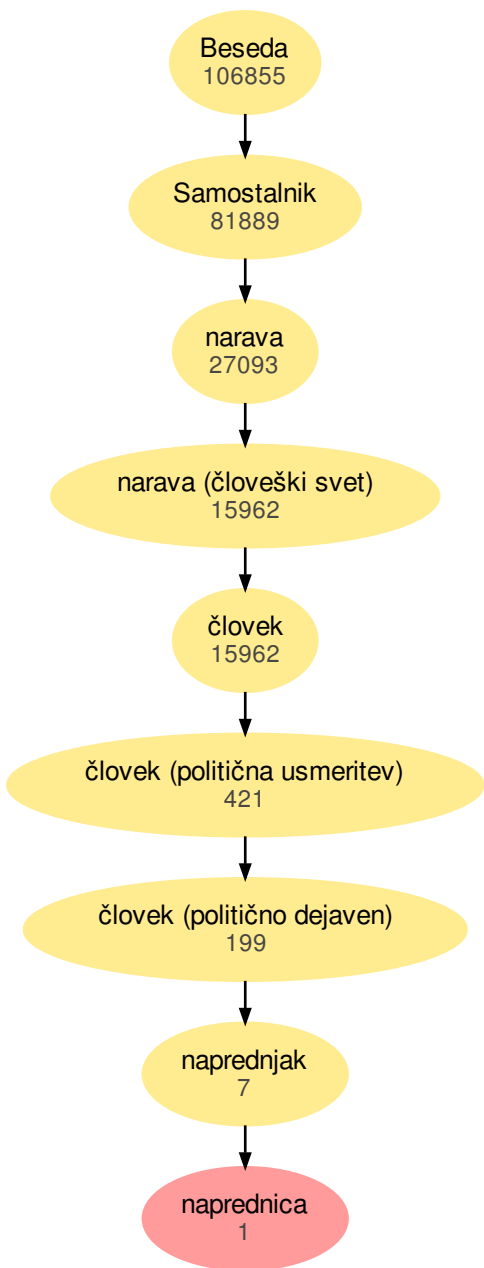 Beseda
106855
Samostalnik
81889
narava
27093
narava (človeški svet)
15962
človek
15962
človek (politična usmeritev)
421
človek (politično dejaven)
199
naprednjak
7
naprednica
1